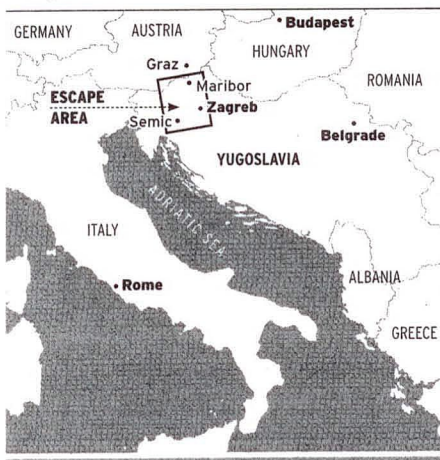 GERMANY
AUSTRIA
Budapest
HUNGARY
Graz
Maribor
ROMANIA
ESCAPE
AREA
Zagreb
Semic
Belgrade
YUGOSLAVIA
ADRIATIC SEA
ITALY
Rome
ALBANIA
GREECE